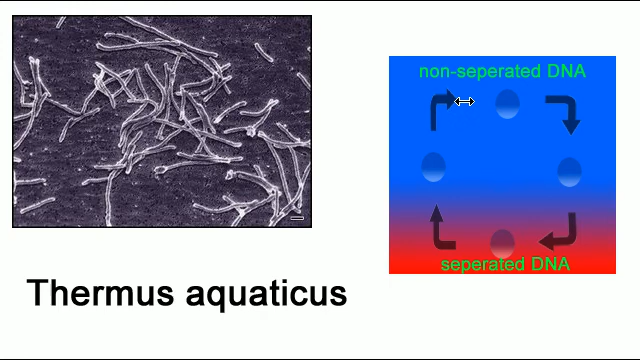 non-seperated DNA
seperated DNA
Thermus aquaticus